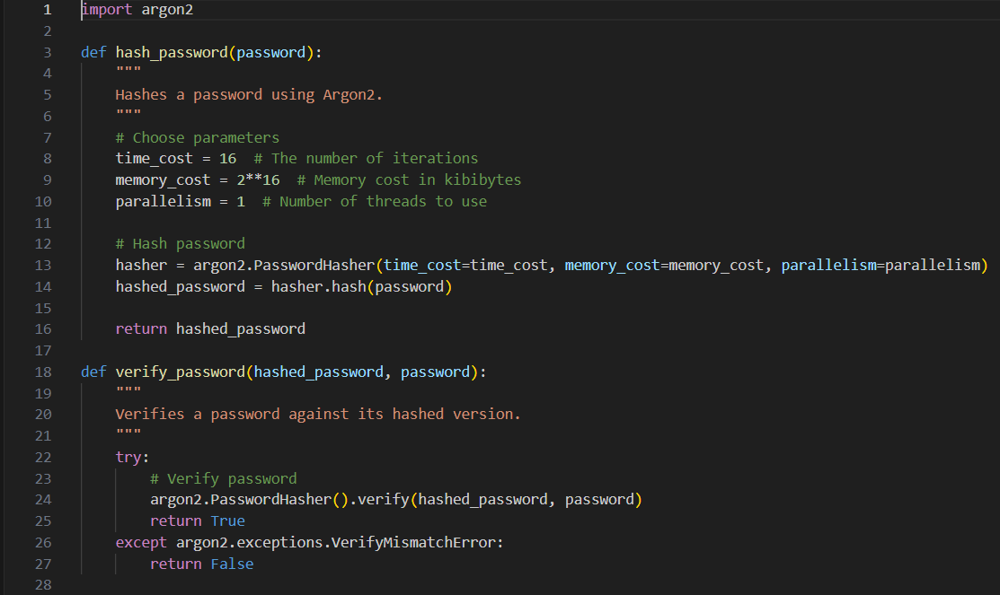 1 import argon2
2
3 def hash_password(password):
4     """
5     Hashes a password using Argon2.
6     """
7     # Choose parameters
8     time_cost = 16  # The number of iterations
9     memory_cost = 2**16  # Memory cost in kibibytes
10     parallelism = 1  # Number of threads to use
11
12     # Hash password
13     hasher = argon2.PasswordHasher(time_cost=time_cost, memory_cost=memory_cost, parallelism=parallelism)
14     hashed_password = hasher.hash(password)
15
16     return hashed_password
17
18 def verify_password(hashed_password, password):
19     """
20     Verifies a password against its hashed version.
21     """
22     try:
23         # Verify password
24         argon2.PasswordHasher().verify(hashed_password, password)
25         return True
26     except argon2.exceptions.VerifyMismatchError:
27         return False
28